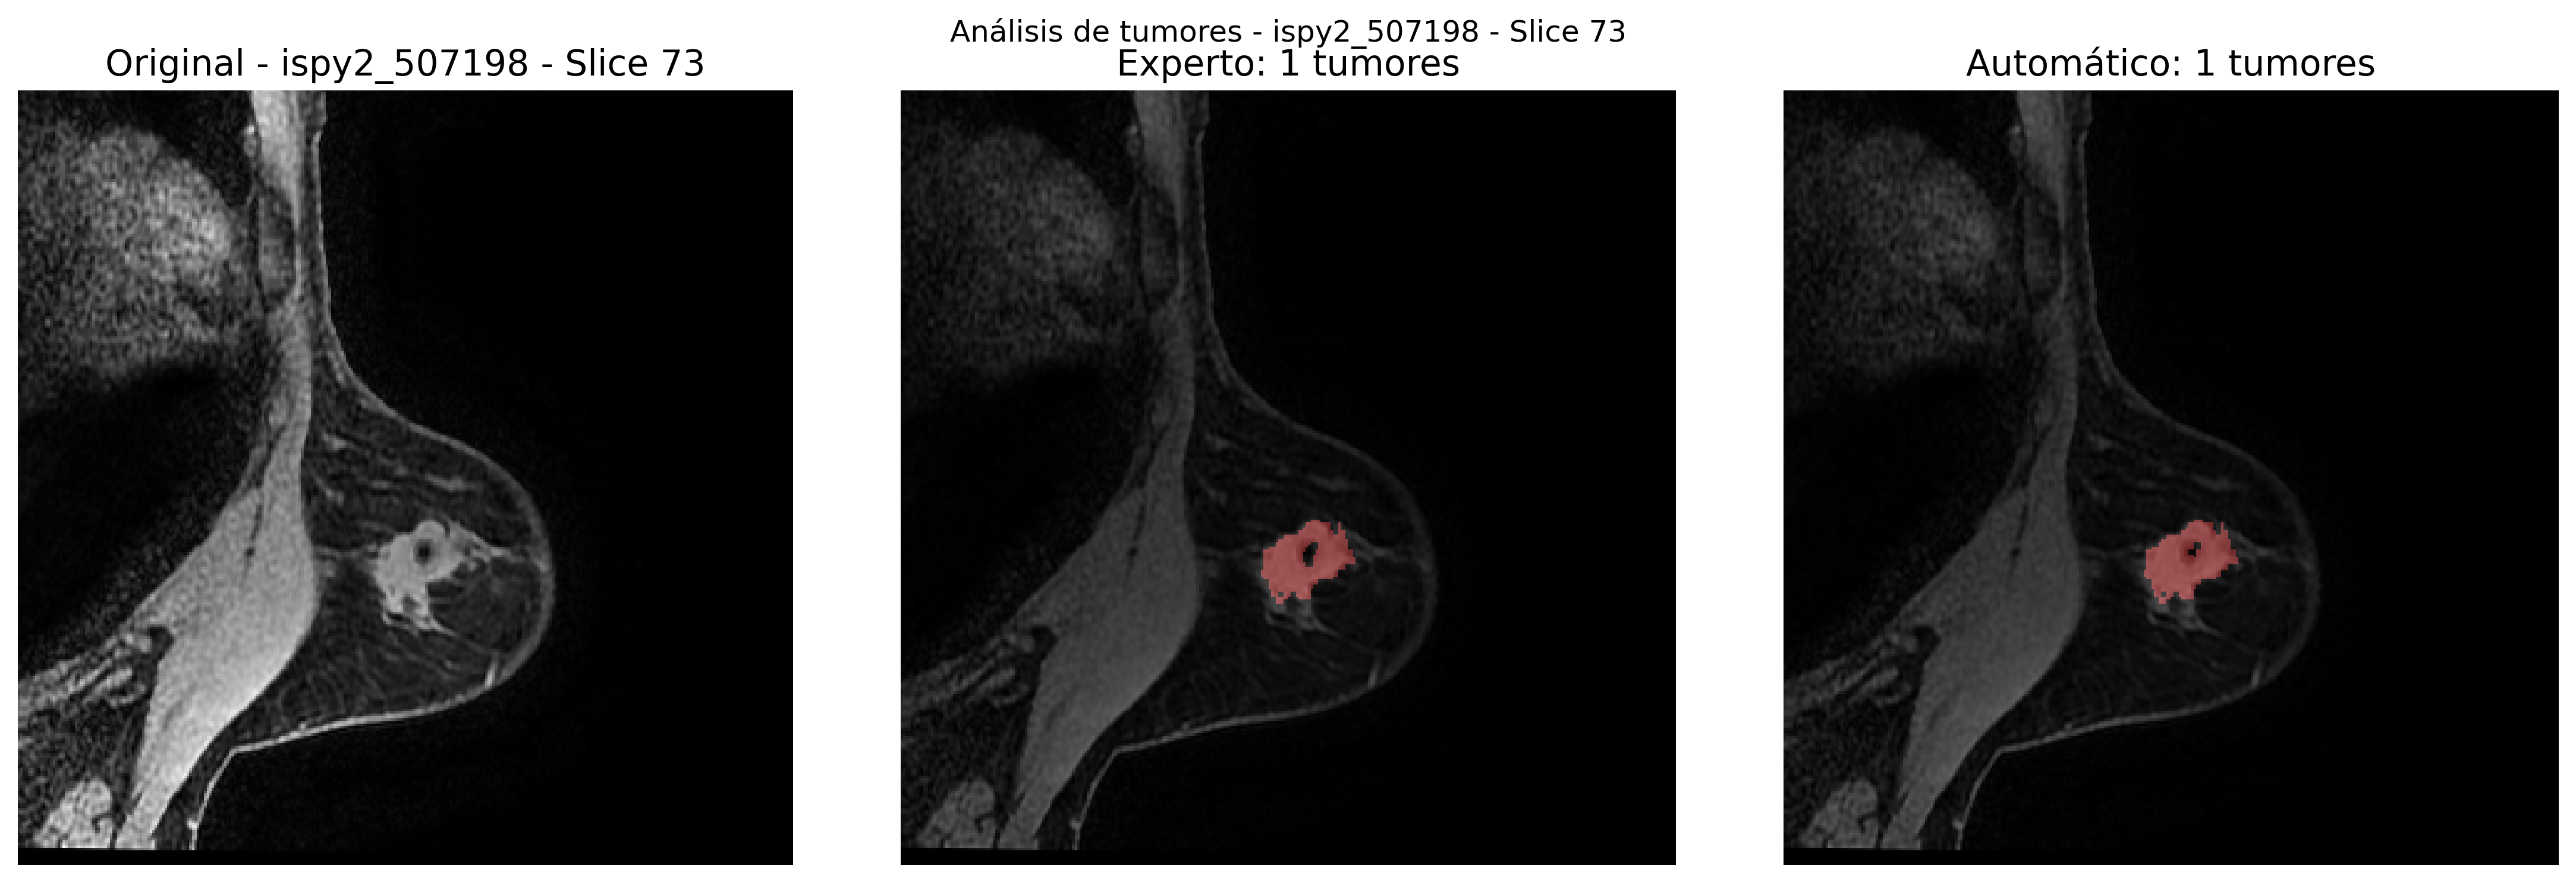 Análisis de tumores - ispy2_507198 - Slice 73
Original - ispy2_507198 - Slice 73
Experto: 1 tumores
Automático: 1 tumores